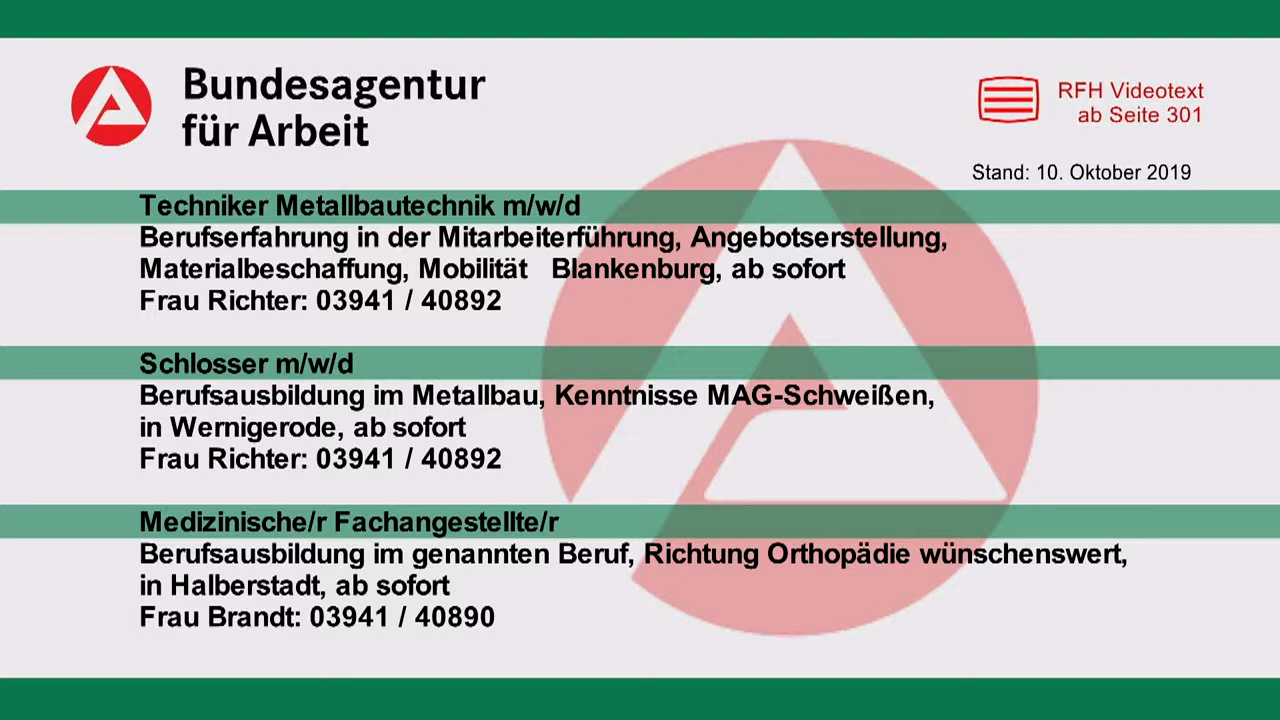 Bundesagentur
für Arbeit
RFH Videotext
ab Seite 301
Stand: 10. Oktober 2019
Techniker Metallbautechnik m/w/d
Berufserfahrung in der Mitarbeiterführung, Angebotserstellung,
Materialbeschaffung, Mobilität   Blankenburg, ab sofort
Frau Richter: 03941 / 40892
Schlosser m/w/d
Berufsausbildung im Metallbau, Kenntnisse MAG-Schweißen,
in Wernigerode, ab sofort
Frau Richter: 03941 / 40892
Medizinische/r Fachangestellte/r
Berufsausbildung im genannten Beruf, Richtung Orthopädie wünschenswert,
in Halberstadt, ab sofort
Frau Brandt: 03941 / 40890